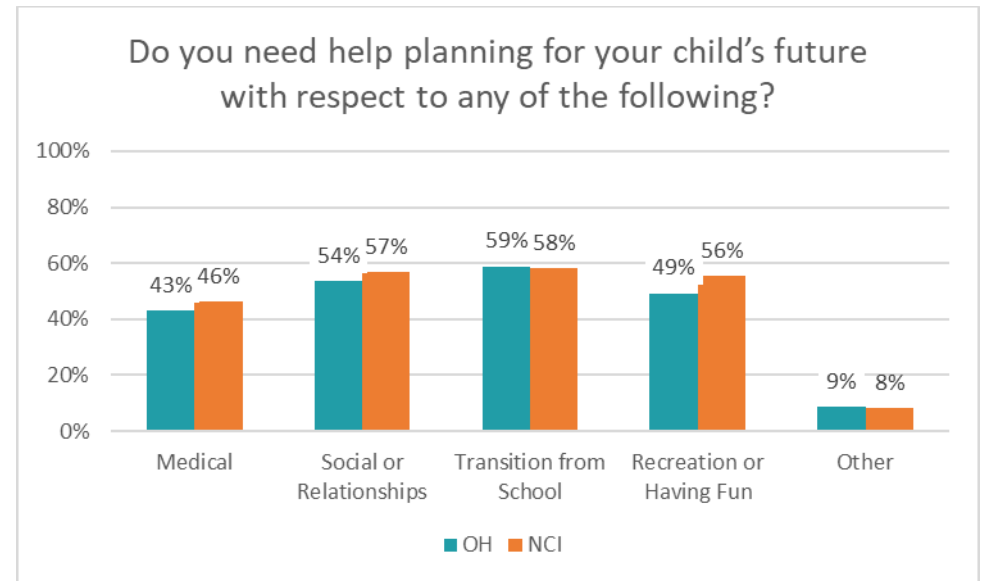 Do you need help planning for your child's future
with respect to any of the following?
100%
80%
60%
40%
20%
0%
43% 46%
54% 57%
59% 58%
49% 56%
9% 8%
Medical
Social or
Relationships
Transition from
School
Recreation or
Having Fun
Other
OH NCI